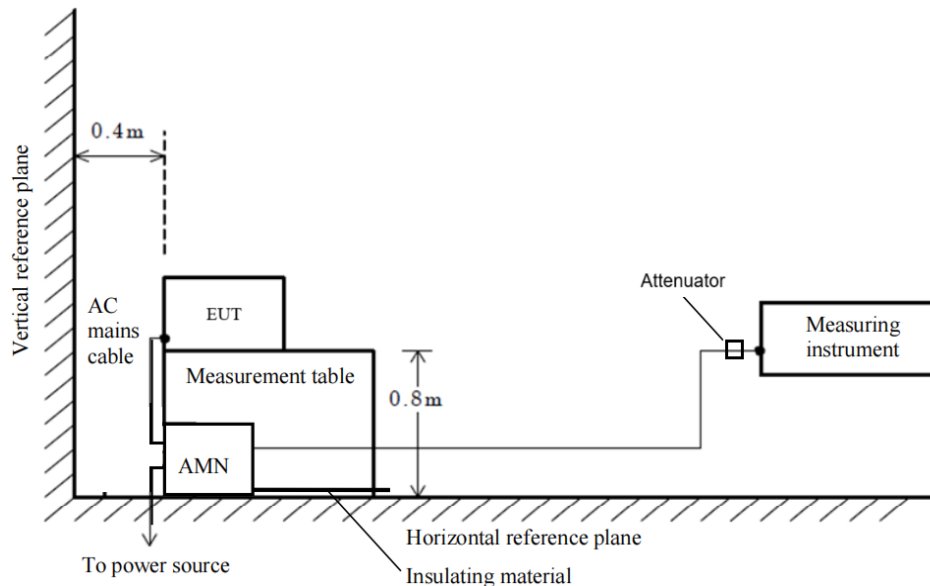 Vertical reference plane
0.4m
AC
mains
cable
EUT
Measurement table
0.8m
AMN
Attenuator
Measuring
instrument
Horizontal reference plane
To power source
Insulating material